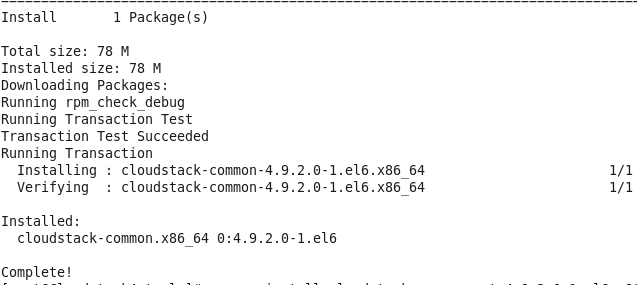 Install 1 Package(s)
Total size: 78 M
Installed size: 78 M
Downloading Packages:
Running rpm_check_debug
Running Transaction Test
Transaction Test Succeeded
Running Transaction
Installing : cloudstack-common-4.9.2.0-1.el6.x86_64 1/1
Verifying : cloudstack-common-4.9.2.0-1.el6.x86_64 1/1
Installed:
cloudstack-common.x86_64 0:4.9.2.0-1.el6
Complete!